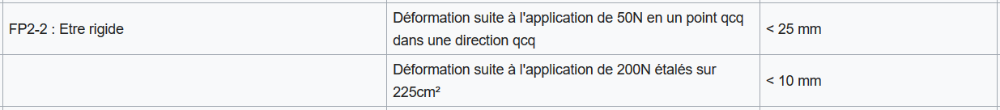 FP2-2 : Etre rigide
Déformation suite à l'application de 50N en un point qcq
dans une direction qcq
< 25 mm
Déformation suite à l'application de 200N étalés sur
225cm²
< 10 mm